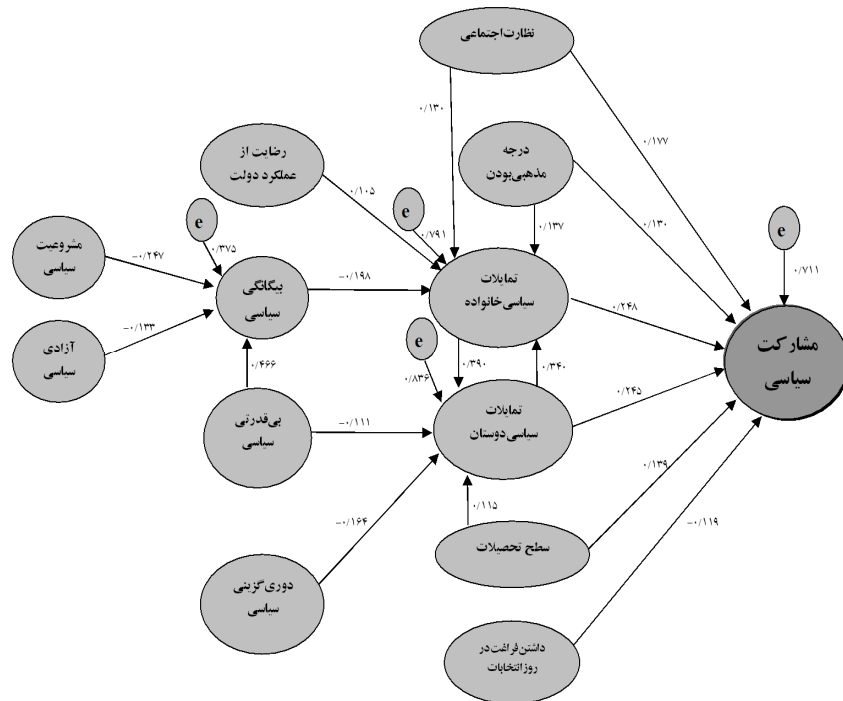 نظارت اجتماعی
۰/۱۳۰
۰/۱۷۷
درجه
مذهبی‌بودن
رضایت از
عملکرد دولت
۰/۱۰۵
e
۰/۷۹۱
۰/۱۳۷
۰/۱۳۰
e
۰/۷۱۱
مشروعیت
سیاسی
-۰/۲۴۷
e
۰/۳۷۵
بیگانگی
سیاسی
-۰/۱۹۸
تمایلات
سیاسی خانواده
۰/۲۴۸
آزادی
سیاسی
-۰/۱۳۳
e
۰/۸۳۶
۰/۳۹۰
۰/۳۴۰
مشارکت
سیاسی
۰/۴۶۶
بی‌قدرتی
سیاسی
-۰/۱۱۱
تمایلات
سیاسی دوستان
۰/۲۴۵
-۰/۱۶۴
۰/۱۱۵
۰/۱۳۹
-۰/۱۱۹
سطح تحصیلات
دوری گزینی
سیاسی
داشتن فراغت در
روز انتخابات